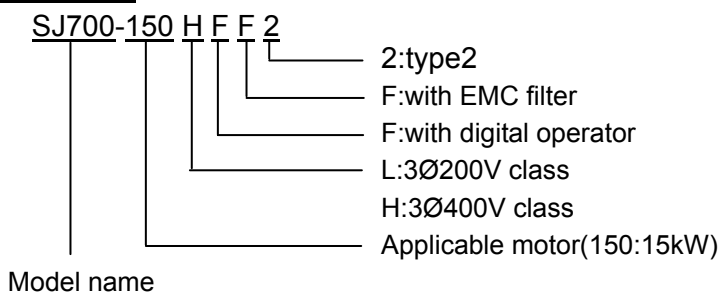 SJ700-150 H F F 2
2:type2
F:with EMC filter
F:with digital operator
L:3Ø200V class
H:3Ø400V class
Applicable motor(150:15kW)
Model name